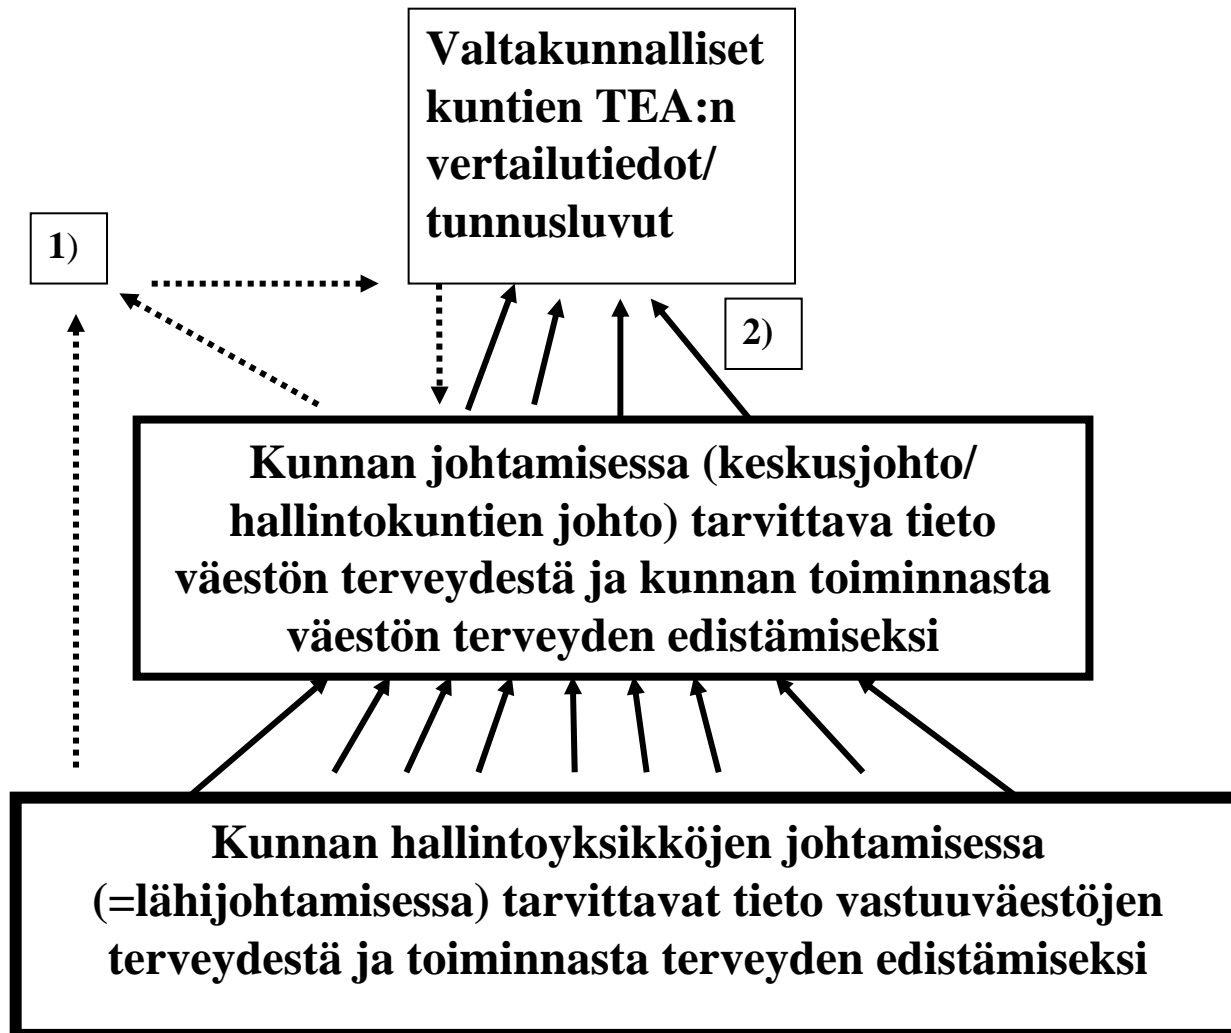 Valtakunnalliset
kuntien TEA:n
vertailutiedot/
tunnusluvut
1)
2)
Kunnan johtamisessa (keskusjohto/
hallintokuntien johto) tarvittava tieto
väestön terveydestä ja kunnan toiminnasta
väestön terveyden edistämiseksi
Kunnan hallintoyksikköjen johtamisessa
(=lähijohtamisessa) tarvittavat tieto vastuuväestöjen
terveydestä ja toiminnasta terveyden edistämiseksi